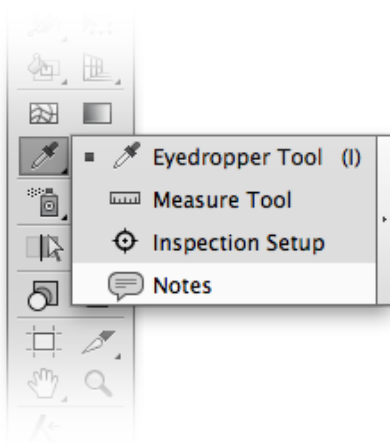 Eyedropper Tool (I)
Measure Tool
Inspection Setup
Notes